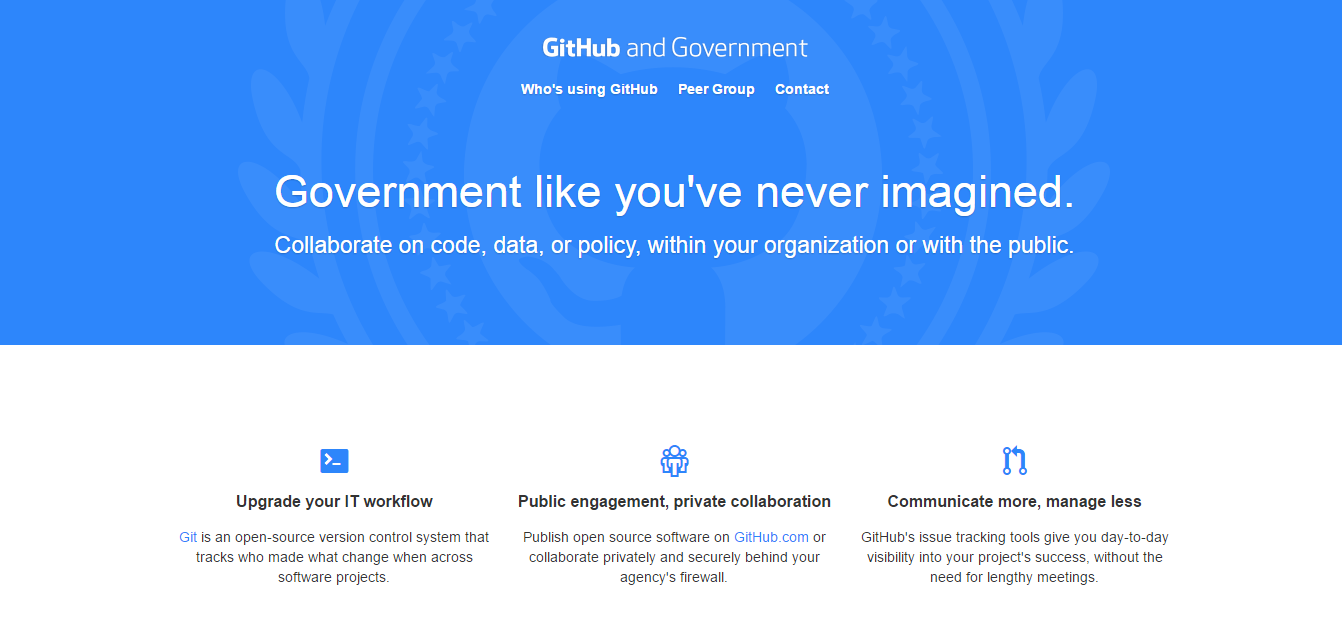 GitHub and Government
Who's using GitHub Peer Group Contact
Government like you've never imagined.
Collaborate on code, data, or policy, within your organization or with the public.
Upgrade your IT workflow
Git is an open-source version control system that
tracks who made what change when across
software projects.
Public engagement, private collaboration
Publish open source software on GitHub.com or
collaborate privately and securely behind your
agency's firewall.
Communicate more, manage less
GitHub's issue tracking tools give you day-to-day
visibility into your project's success, without the
need for lengthy meetings.